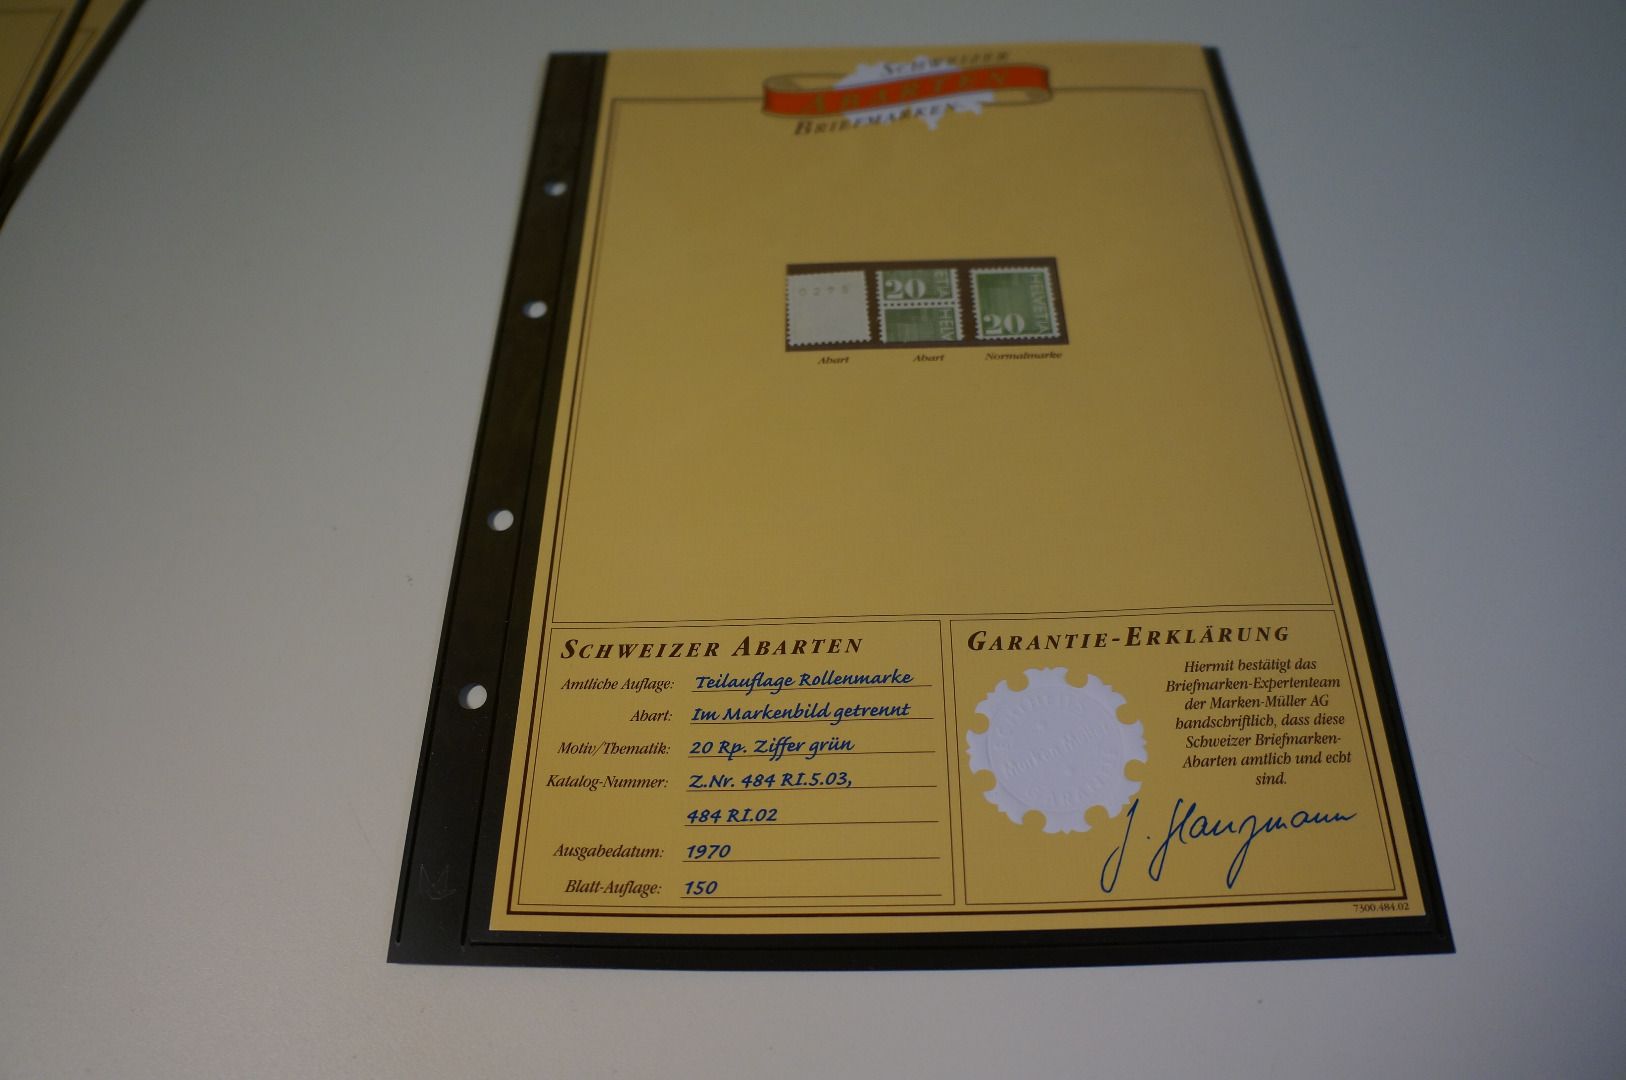 SCHWEIZER
ABARTEN
BRIEFMARKEN
0275
20 ETIA
HELV
20 HELVETIA
Abart Abart Normalmarke
SCHWEIZER ABARTEN
Amtliche Auflage: Teilauflage Rollenmarke
Abart: Im Markenbild getrennt
Motiv/Thematik: 20 Rp. Ziffer grün
Katalog-Nummer: Z.Nr. 484 RI.5.03,
484 RI.02
Ausgabedatum: 1970
Blatt-Auflage: 150
GARANTIE-ERKLÄRUNG
Hiermit bestätigt das
Briefmarken-Expertenteam
der Marken-Müller AG
handschriftlich, dass diese
Schweizer Briefmarken-
Abarten amtlich und echt
sind.
7300.484.02